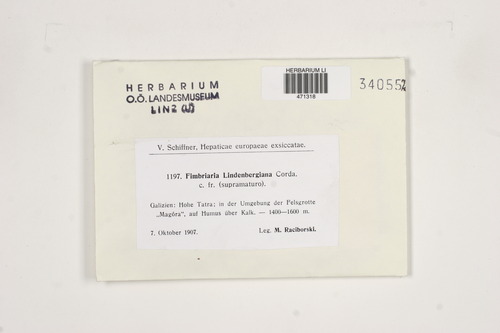 HERBARIUM
O.Ö. LANDESMUSEUM
LINZ (LI)
HERBARIUM LI
471318
34055
V. Schiffner, Hepaticae europaeae exsiccatae.
1197. Fimbriaria Lindenbergiana Corda.
c. fr. (supramaturo).
Galizien: Hohe Tatra; in der Umgebung der Felsgrotte
„Magóra“, auf Humus über Kalk. — 1400—1600 m.
7. Oktober 1907.
Leg. M. Raciborski.